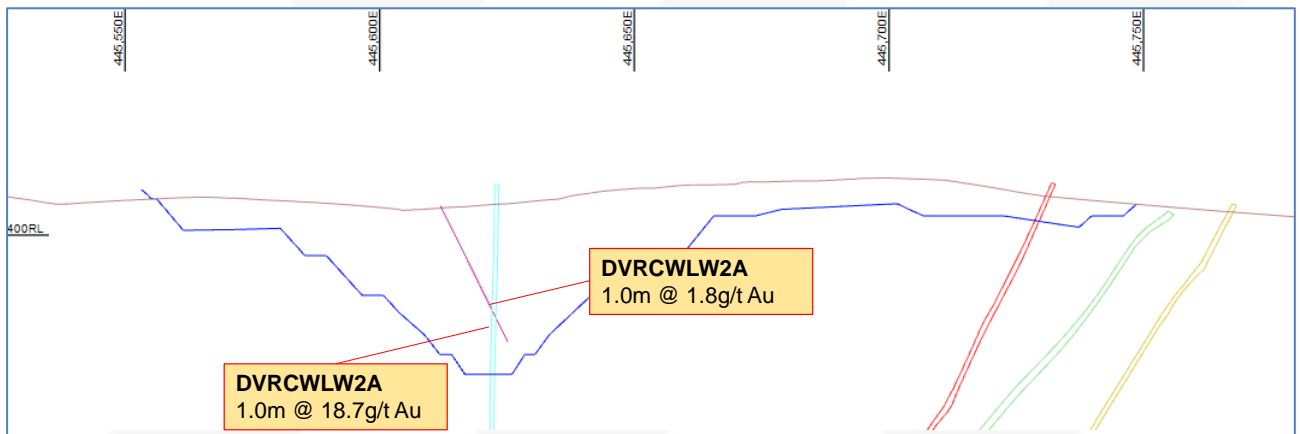 445,550E
445,600E
445,650E
445,700E
445,750E
400RL
DVRCWLW2A
1.0m @ 1.8g/t Au
DVRCWLW2A
1.0m @ 18.7g/t Au